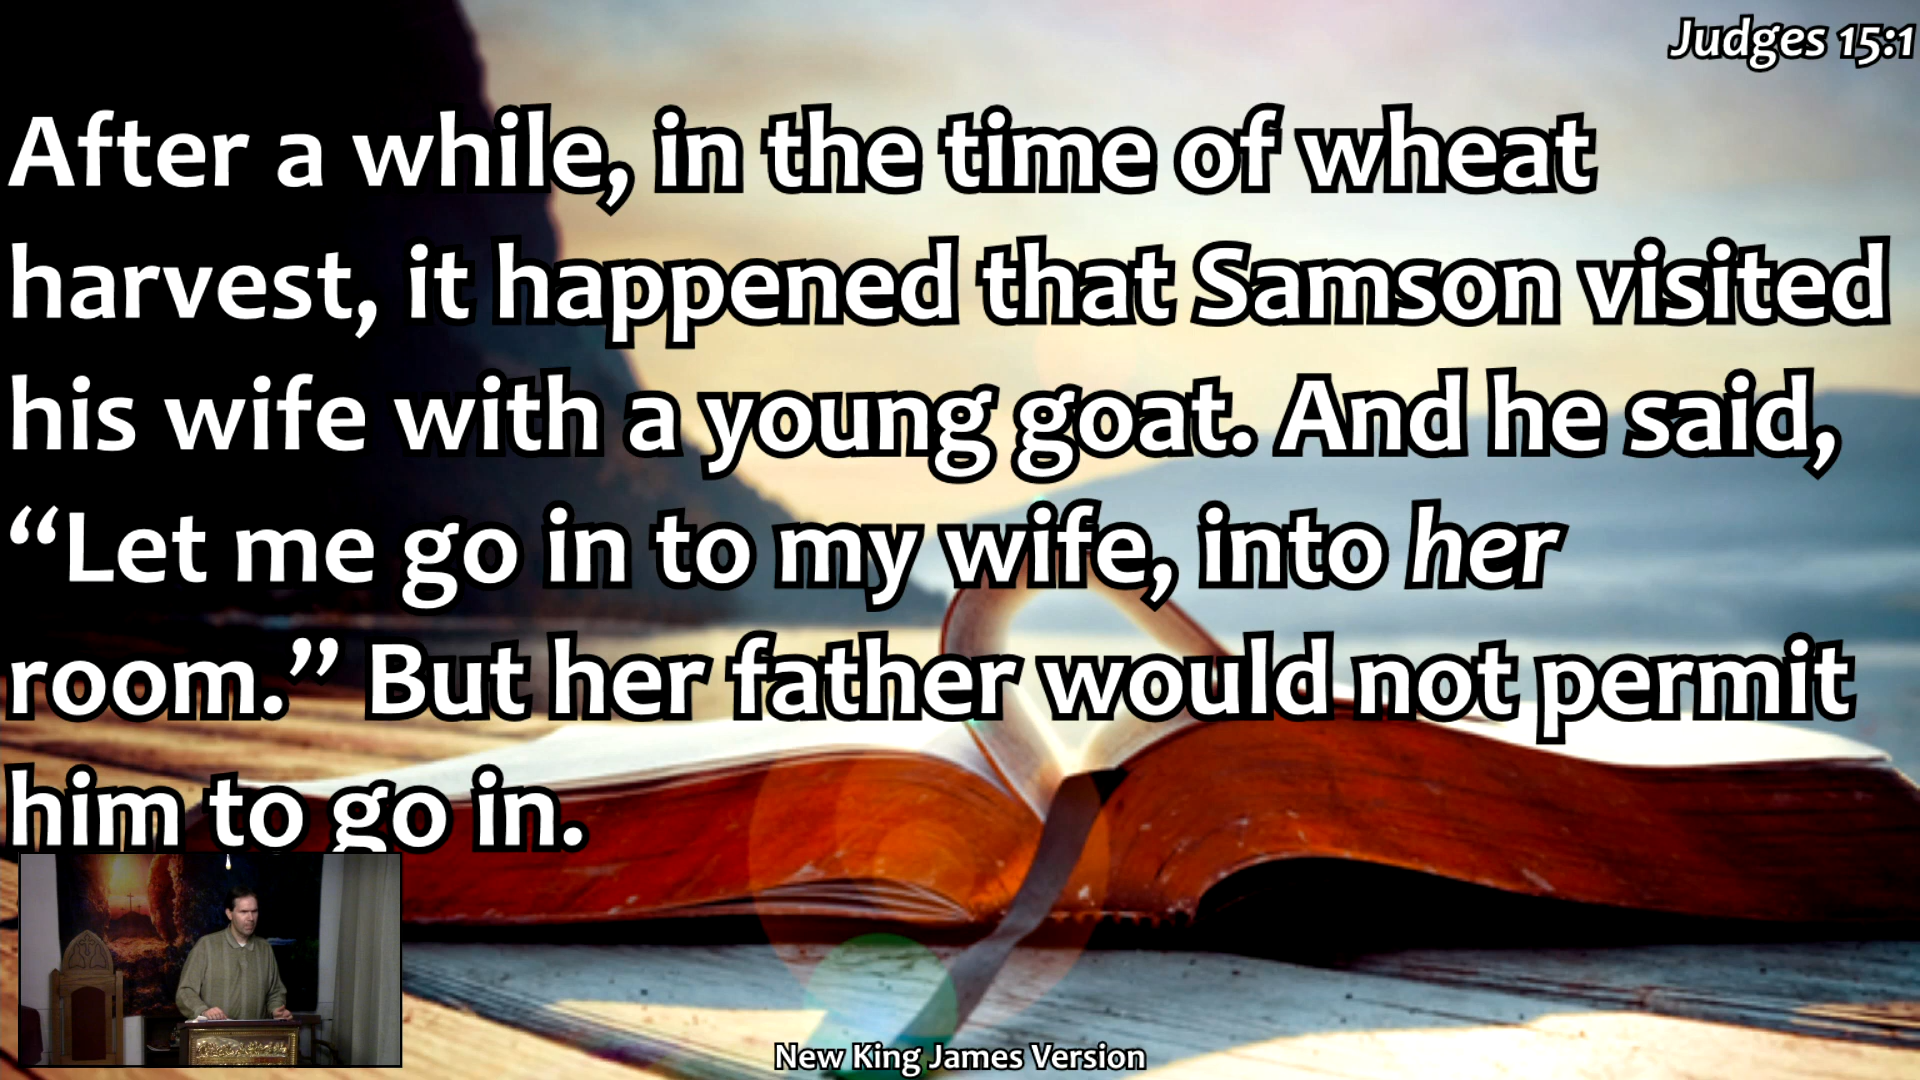 Judges 15:1
After a while, in the time of wheat
harvest, it happened that Samson visited
his wife with a young goat. And he said,
“Let me go in to my wife, into her
room.” But her father would not permit
him to go in.
New King James Version